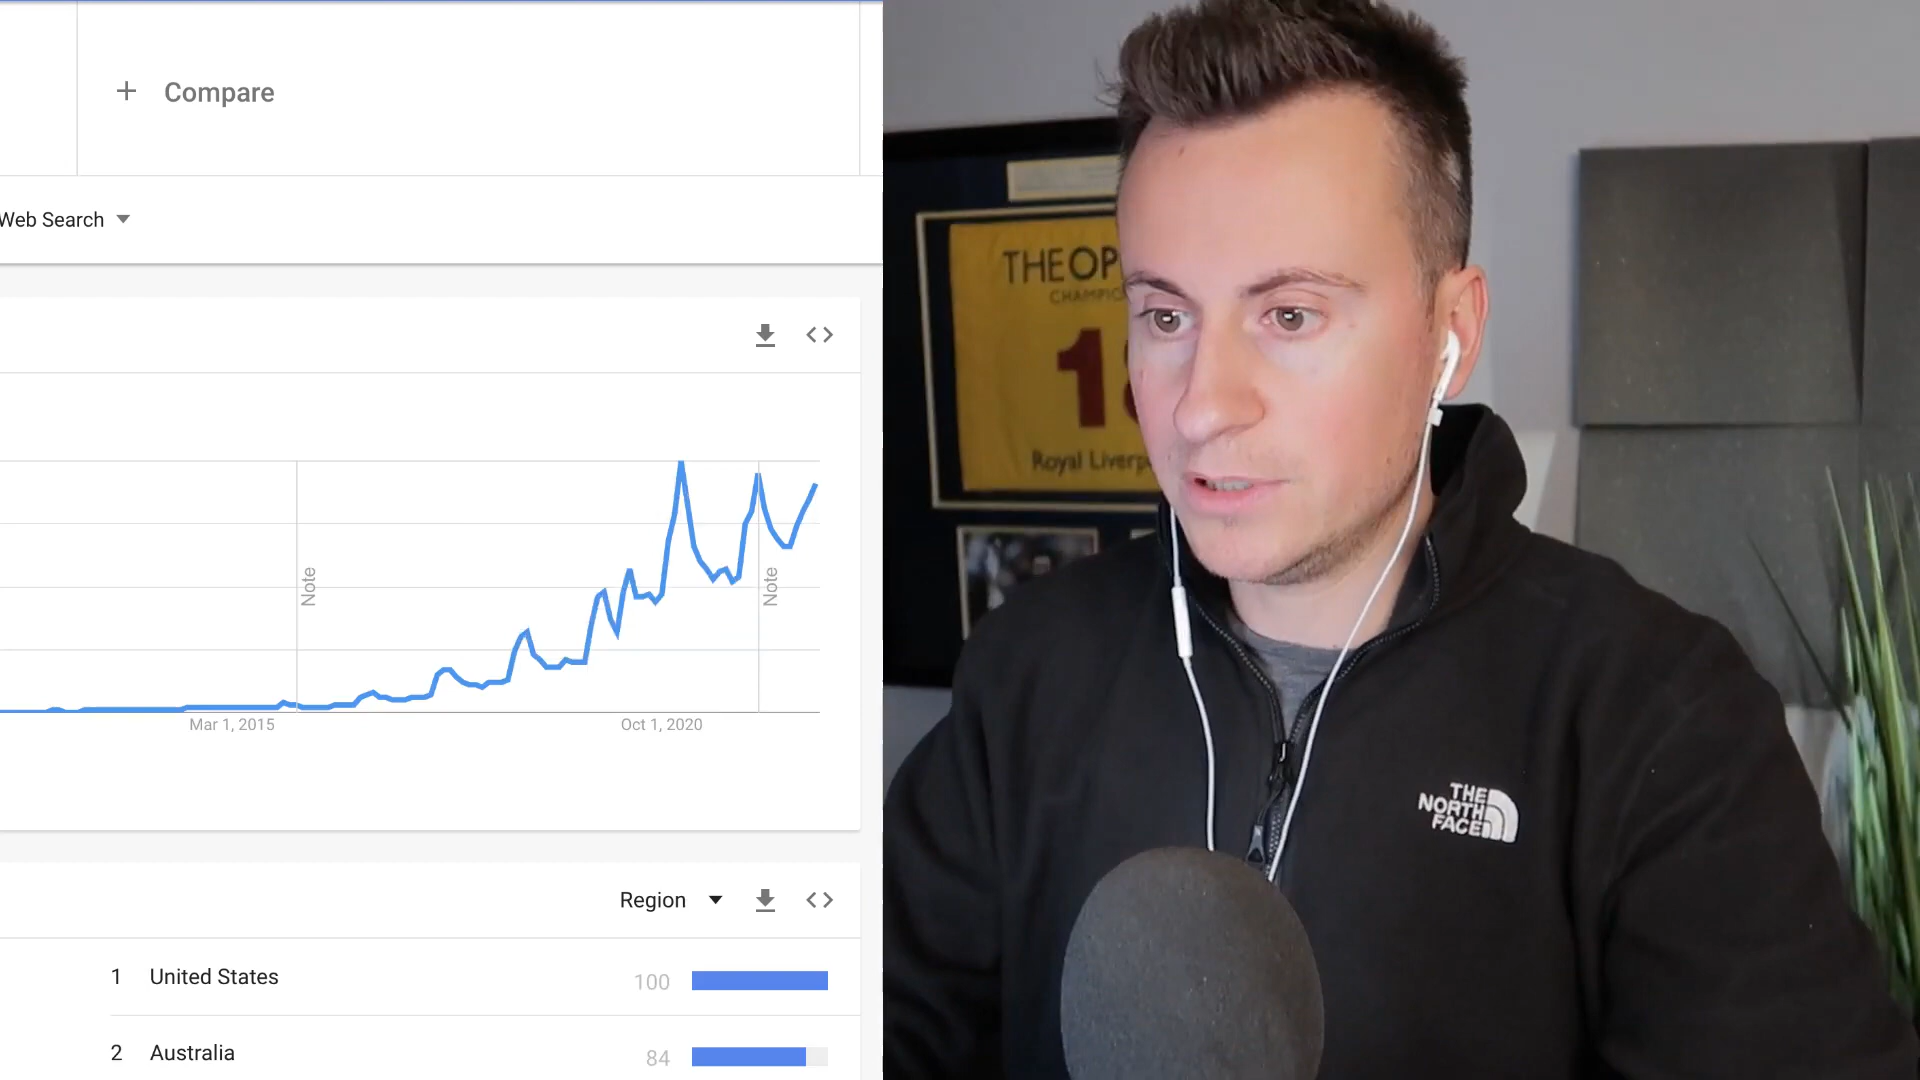 + Compare
Web Search
Note
Note
Mar 1, 2015
Oct 1, 2020
Region
1 United States 100
2 Australia 84
THE OP
CHAMPIO
1
Royal Liverp
THE
NORTH
FACE